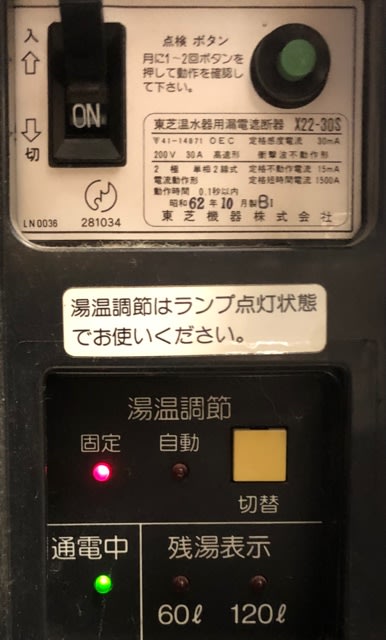 入
切
ON
点検 ボタン
月に1~2回ボタンを
押して動作を確認し
て下さい。
東芝温水器用漏電遮断器 X22-30S
〒41-14971 OEC 定格感度電流 30mA
200V 30A 高速形 衝撃波不動作形
2種 単相2線式 定格不動作電流 15mA
電流動作形 定格短時間電流 1500A
動作時間 0.1秒以内
昭和 62年 10月製 B1
東芝機器株式会社
LN0036
281034
湯温調節はランプ点灯状態
でお使いください。
湯温調節
固定 自動
切替
通電中 残湯表示
60ℓ 120ℓ